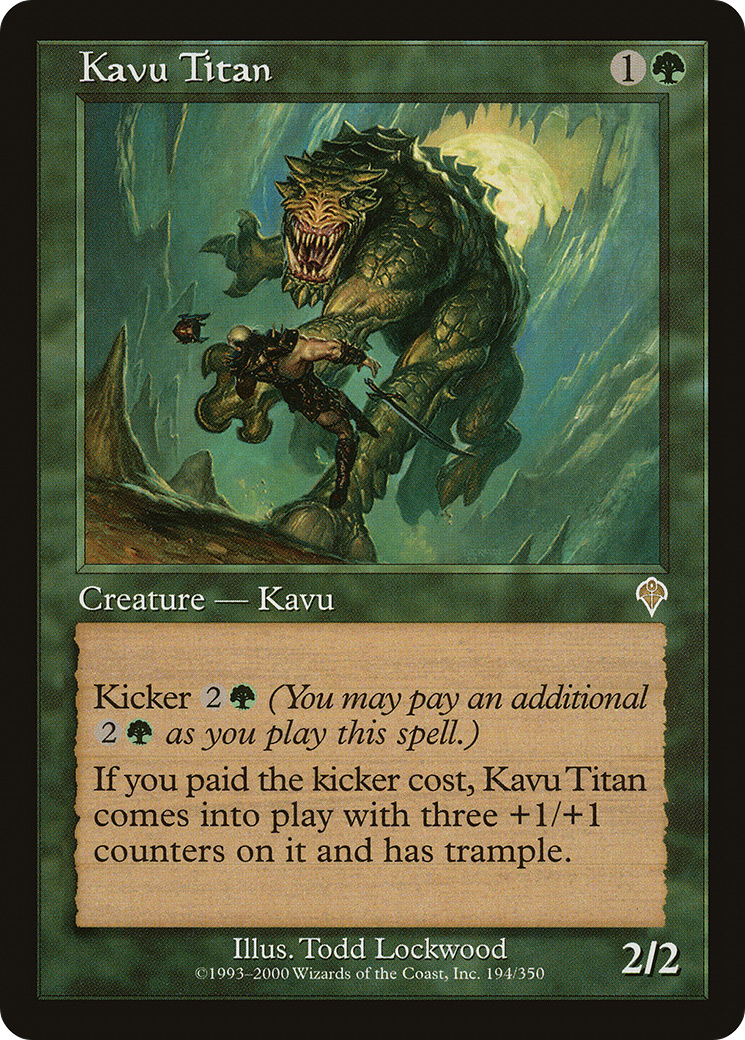 Kavu Titan 1
Creature — Kavu
Kicker 2 (You may pay an additional
2 as you play this spell.)
If you paid the kicker cost, Kavu Titan
comes into play with three +1/+1
counters on it and has trample.
Illus. Todd Lockwood
©1993–2000 Wizards of the Coast, Inc. 194/350
2/2